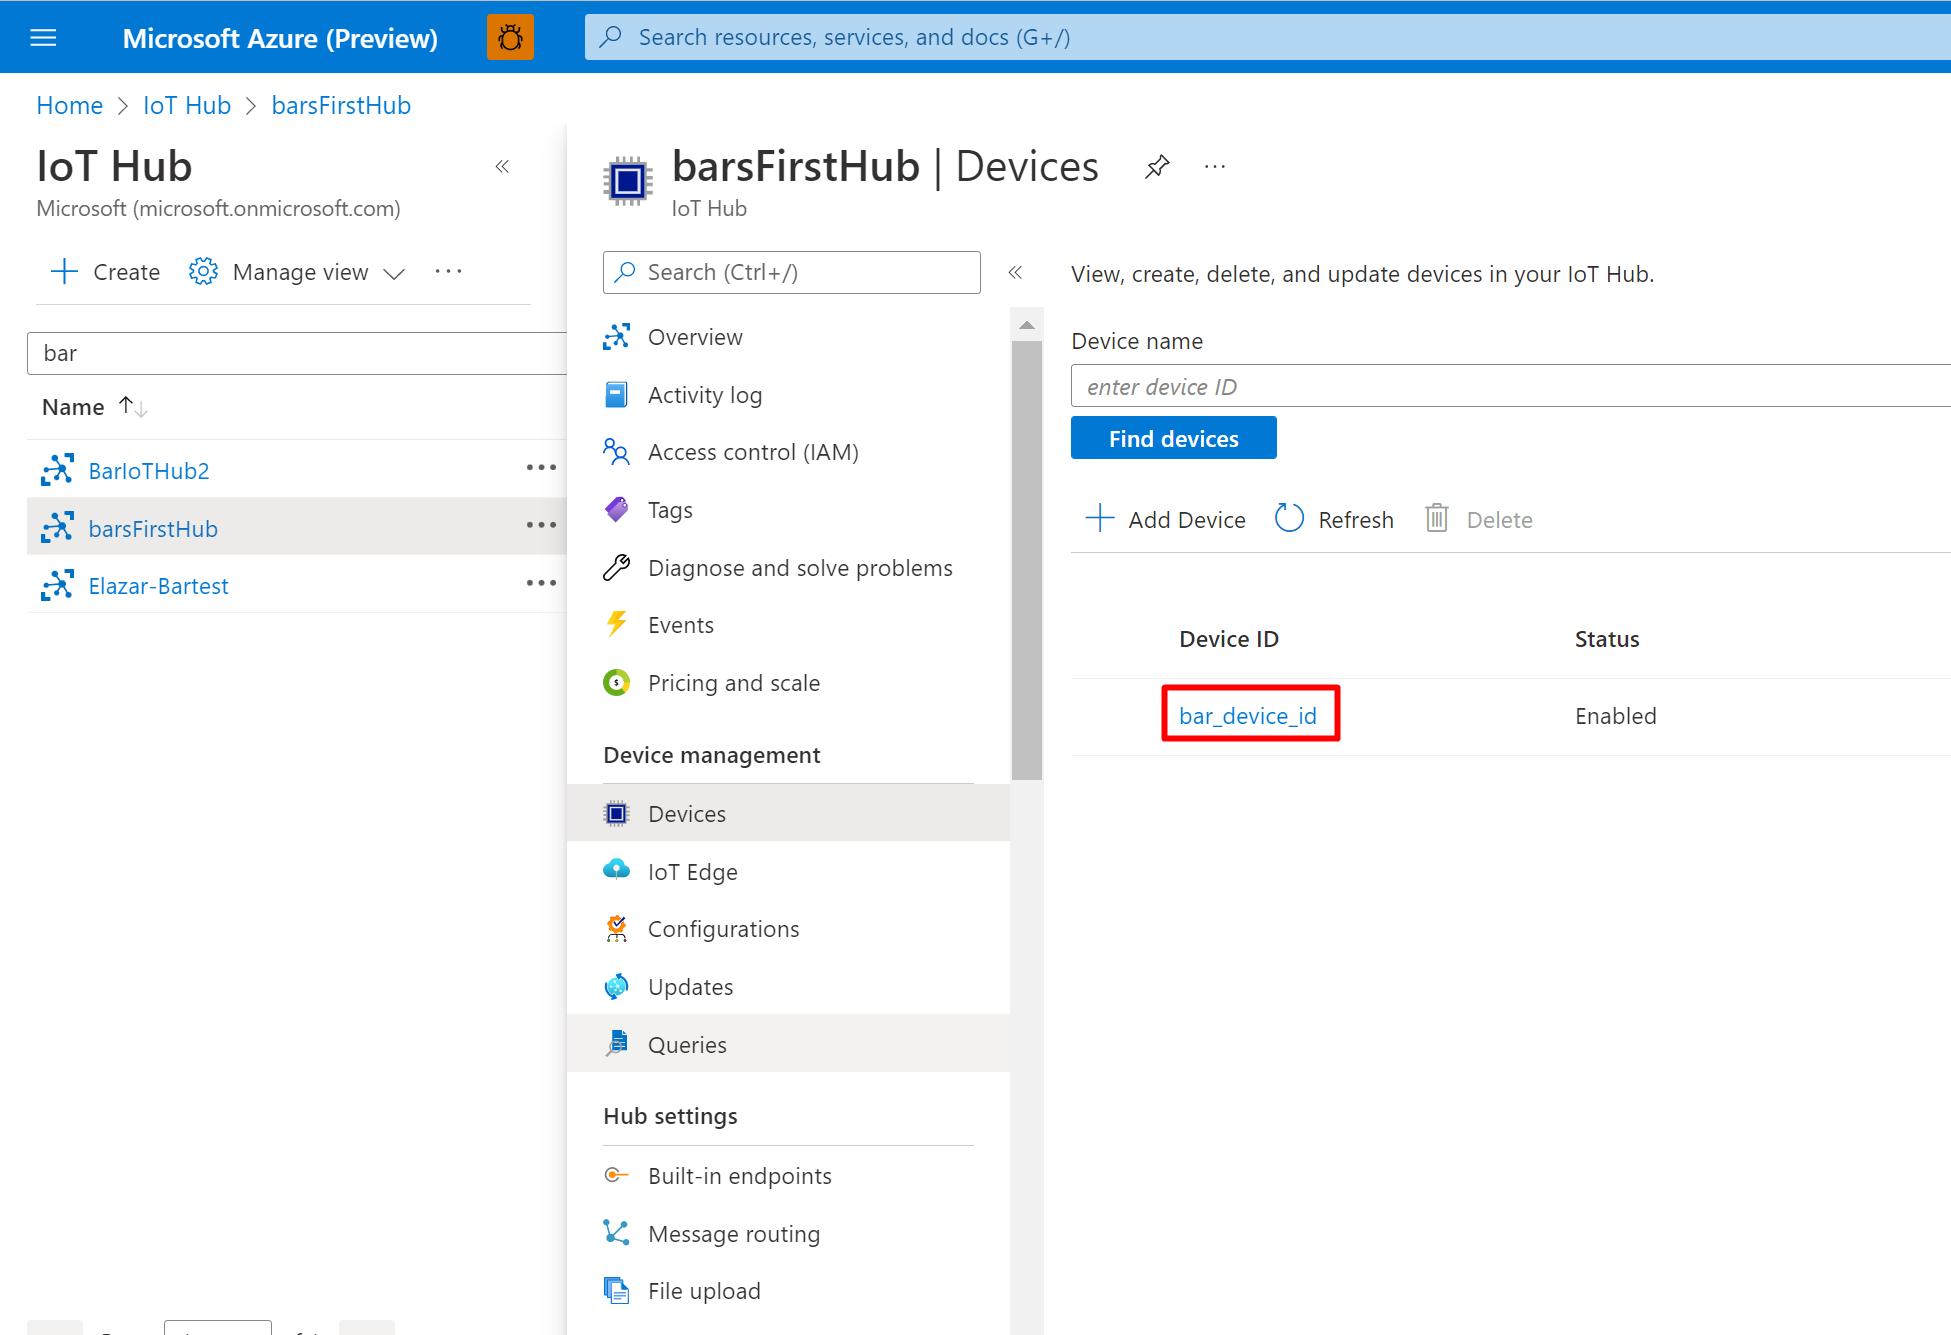 Microsoft Azure (Preview)
Search resources, services, and docs (G+/)
Home > IoT Hub > barsFirstHub
IoT Hub
Microsoft (microsoft.onmicrosoft.com)
Create Manage view
bar
Name
BarIoTHub2
barsFirstHub
Elazar-Bartest
barsFirstHub | Devices
IoT Hub
Search (Ctrl+/)
Overview
Activity log
Access control (IAM)
Tags
Diagnose and solve problems
Events
Pricing and scale
Device management
Devices
IoT Edge
Configurations
Updates
Queries
Hub settings
Built-in endpoints
Message routing
File upload
View, create, delete, and update devices in your IoT Hub.
Device name
enter device ID
Find devices
Add Device Refresh Delete
Device ID Status
bar_device_id Enabled